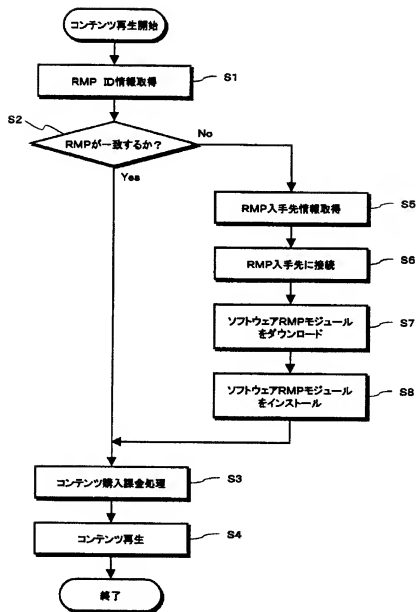 コンテンツ再生開始
RMP ID情報取得
S1
S2
RMPが一致するか?
No
Yes
RMP入手先情報取得
S5
RMP入手先に接続
S6
ソフトウェアRMPモジュール
をダウンロード
S7
ソフトウェアRMPモジュール
をインストール
S8
コンテンツ購入課金処理
S3
コンテンツ再生
S4
終了